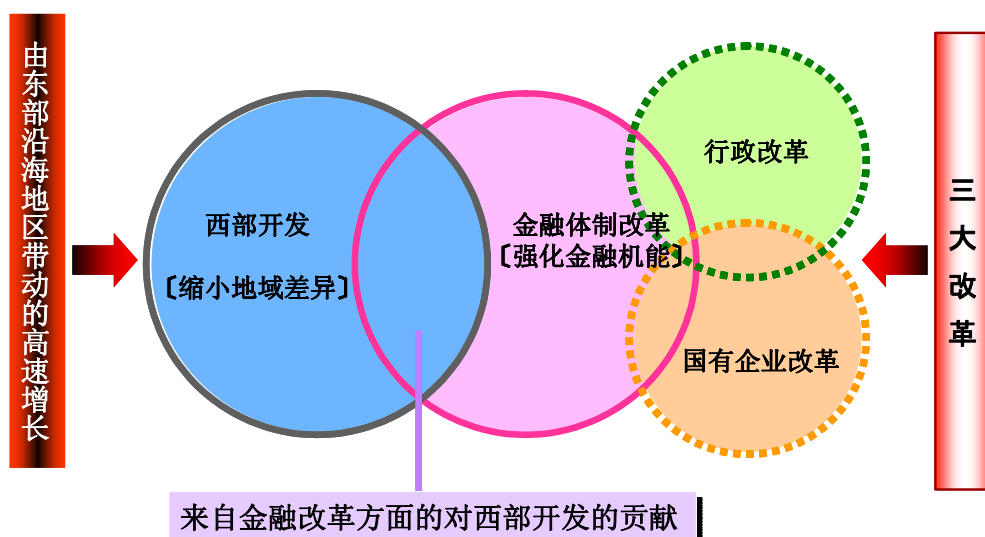 由东部沿海地区带动的高速增长
西部开发
〔缩小地域差异〕
金融体制改革
〔强化金融机能〕
行政改革
国有企业改革
三大改革
来自金融改革方面的对西部开发的贡献